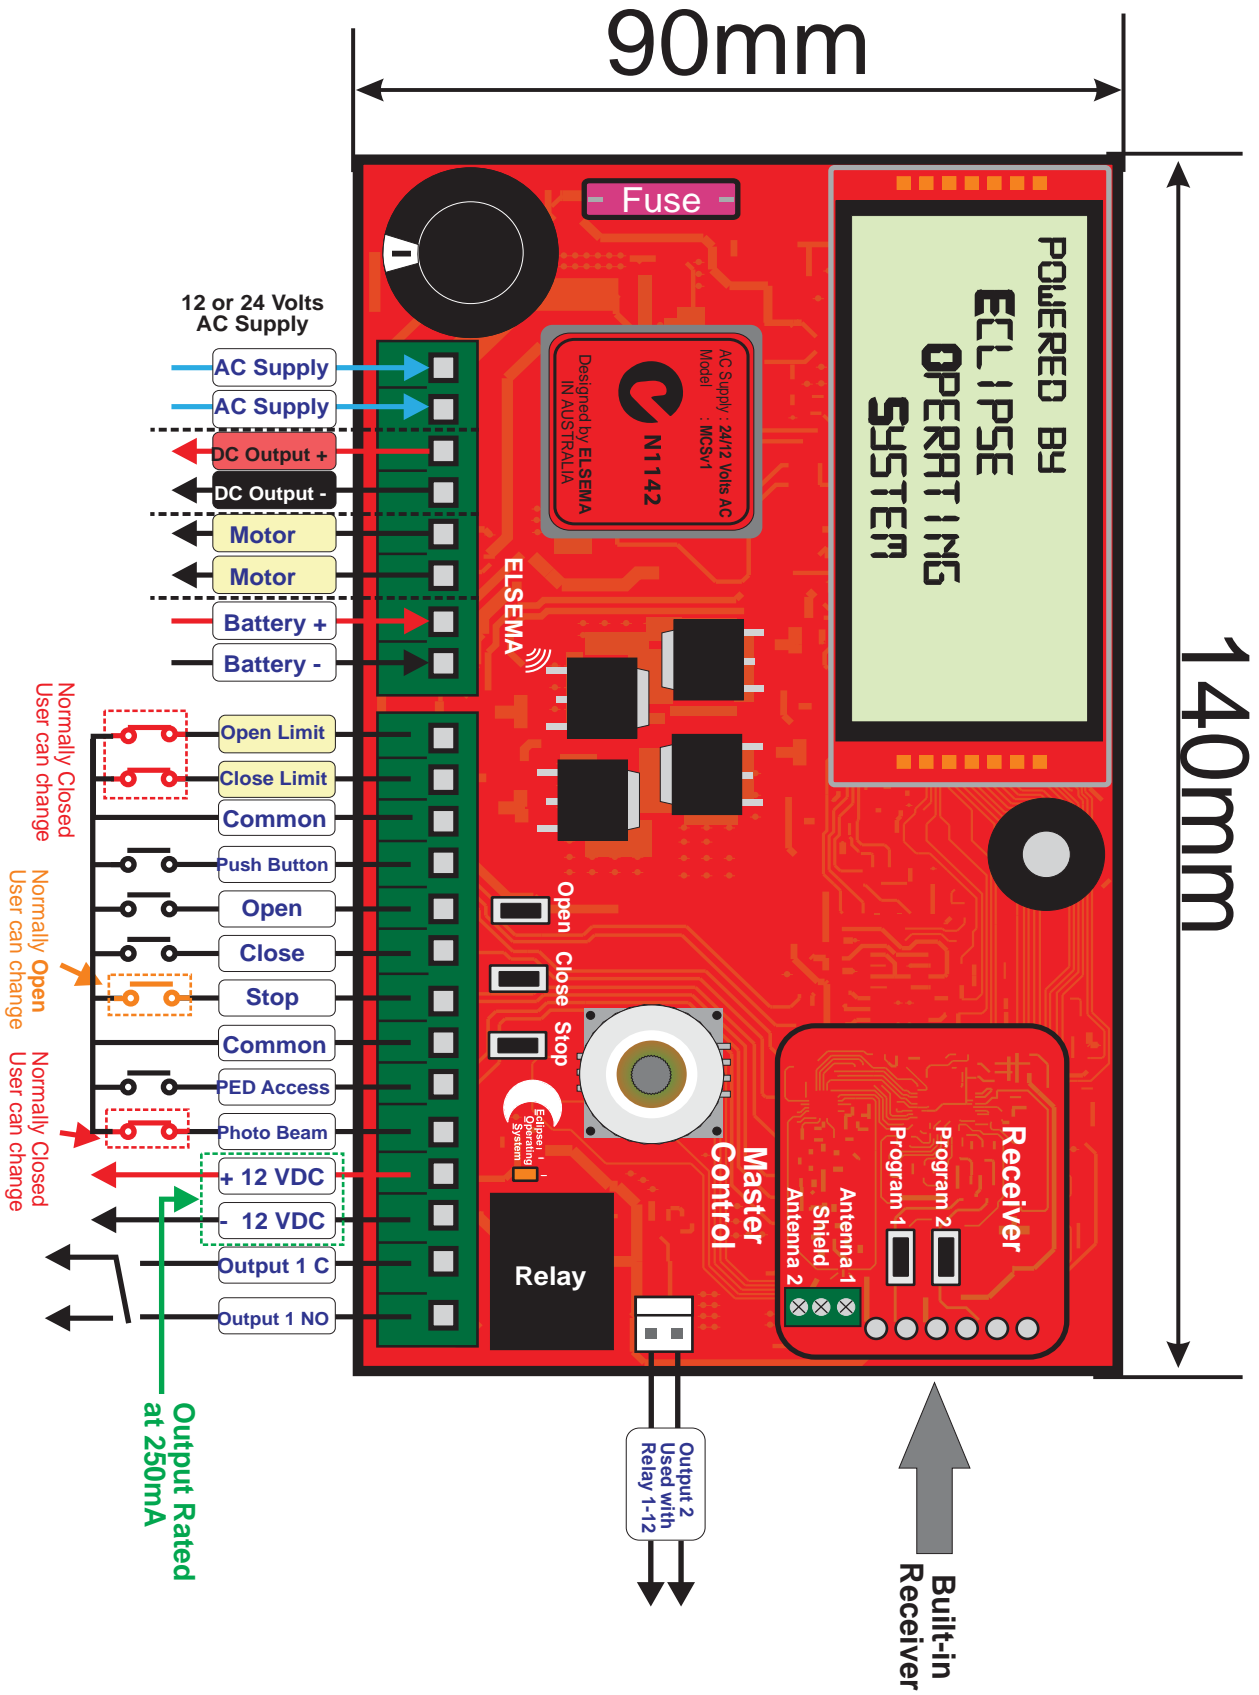 90mm
140mm
Fuse
POWERED BY
ECLIPSE
OPERATING
SYSTEM
AC Supply : 24/12 Volts AC
Model : MCSv1
N1142
Designed by ELSEMA
IN AUSTRALIA
ELSEMA
12 or 24 Volts
AC Supply
AC Supply
AC Supply
DC Output +
DC Output -
Motor
Motor
Battery +
Battery -
Open Limit
Close Limit
Common
Push Button
Open
Close
Stop
Common
PED Access
Photo Beam
+ 12 VDC
- 12 VDC
Output 1 C
Output 1 NO
Normally Closed
User can change
Normally Open
User can change
Normally Closed
User can change
Output Rated
at 250mA
Open
Close
Stop
Eclipse
Operating
System
Master
Control
Relay
Receiver
Program 2
Program 1
Antenna 1
Shield
Antenna 2
Output 2
Used with
Relay 1-12
Built-in
Receiver